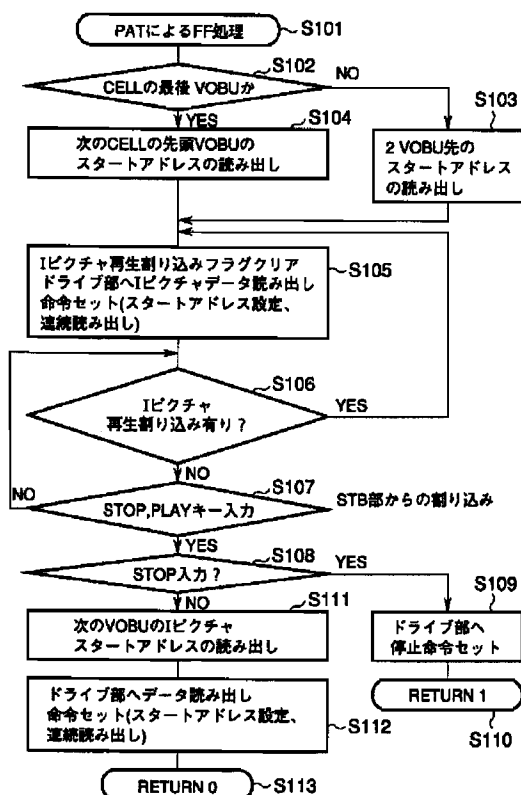 PATによるFF処理
S101
S102
CELLの最後 VOBUか
NO
YES
S104
S103
次のCELLの先頭VOBUの
スタートアドレスの読み出し
2 VOBU先の
スタートアドレス
の読み出し
Iピクチャ再生割り込みフラグクリア
ドライブ部へIピクチャデータ読み出し
命令セット(スタートアドレス設定、
連続読み出し)
S105
S106
Iピクチャ
再生割り込み有り?
YES
NO
NO
S107
STOP,PLAYキー入力
STB部からの割り込み
YES
S108
STOP入力?
YES
NO
S111
S109
次のVOBUのIピクチャ
スタートアドレスの読み出し
ドライブ部へ
停止命令セット
ドライブ部へデータ読み出し
命令セット(スタートアドレス設定、
連続読み出し)
S112
RETURN 1
S110
RETURN 0
S113